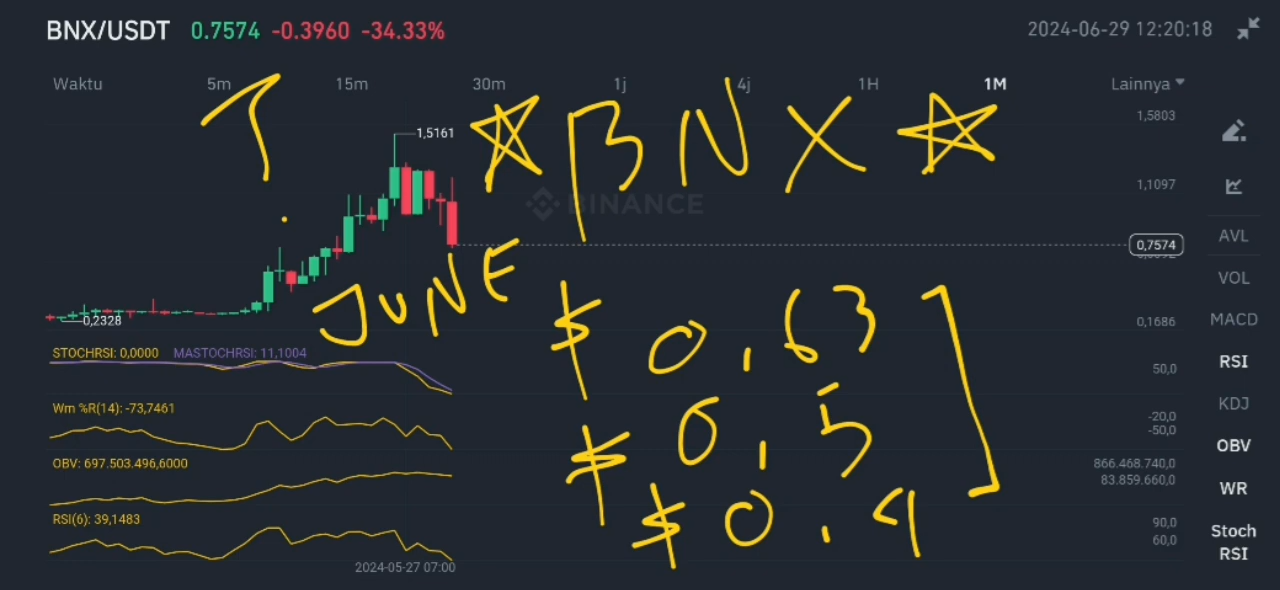 BNX/USDT 0.7574 -0.3960 -34.33% 2024-06-29 12:20:18
Waktu 5m 15m 30m 1j 4j 1H 1M Lainnya
T. BNX
1,5803
1,5161
1,1097
BINANCE
0,7574
JUNE
$ 0,63
$ 0,5
$ 0.4
0,2328
0,1686
STOCHRSI: 0,0000 MASTOCHRSI: 11,1004
50,0
Wm %R(14): -73,7461
-20,0
-50,0
OBV: 697.503.496,6000
866.468.740,0
83.859.660,0
RSI(6): 39,1483
90,0
60,0
2024-05-27 07:00
AVL
VOL
MACD
RSI
KDJ
OBV
WR
Stoch
RSI